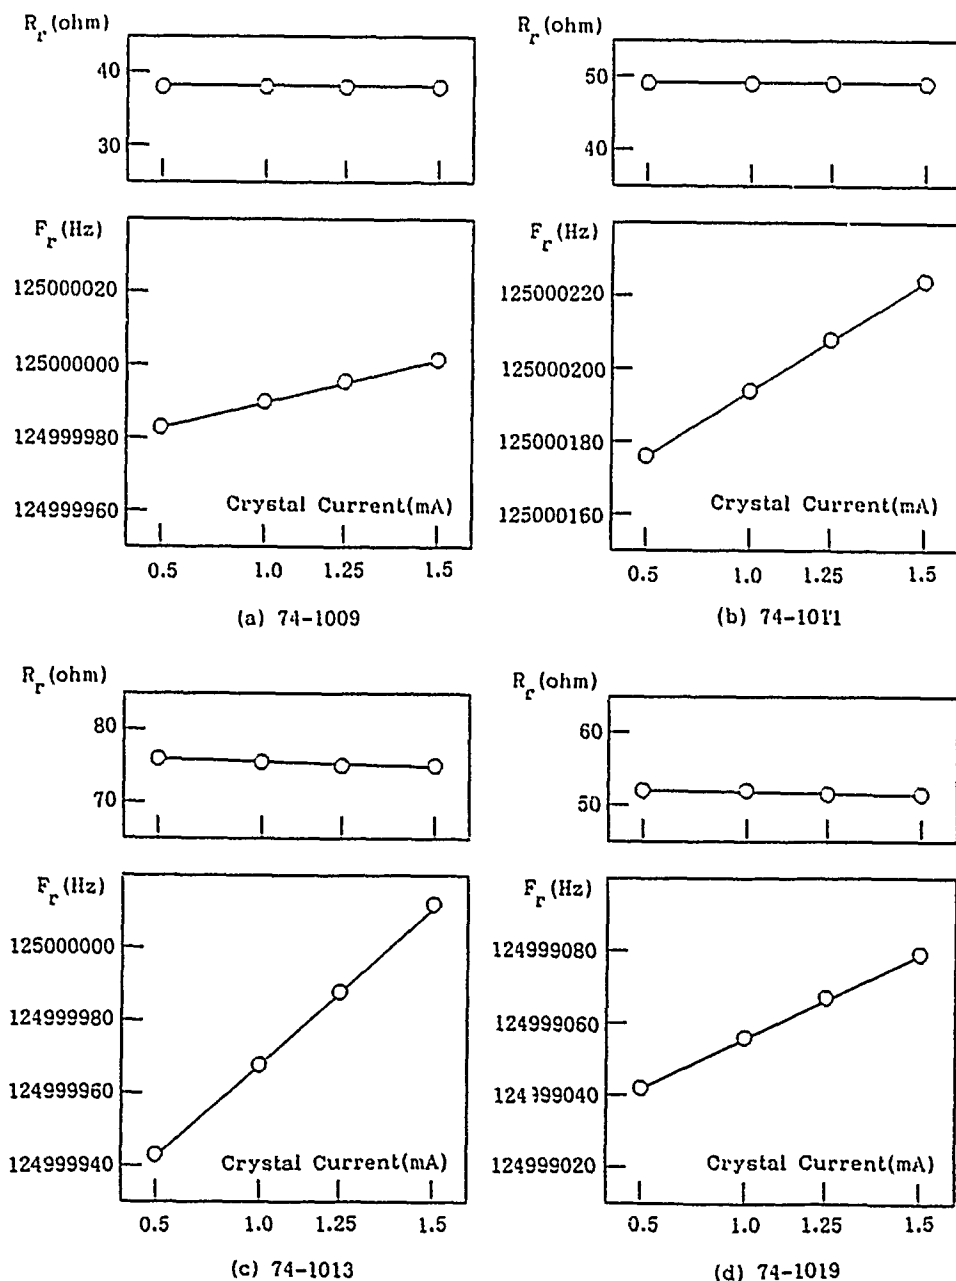 R_r (ohm)
40
30
F_r (Hz)
125000020
125000000
124999980
124999960
Crystal Current(mA)
0.5 1.0 1.25 1.5
(a) 74-1009
R_r (ohm)
50
40
F_r (Hz)
125000220
125000200
125000180
125000160
Crystal Current(mA)
0.5 1.0 1.25 1.5
(b) 74-1011
R_r (ohm)
80
70
F_r (Hz)
125000000
124999980
124999960
124999940
Crystal Current(mA)
0.5 1.0 1.25 1.5
(c) 74-1013
R_r (ohm)
60
50
F_r (Hz)
124999080
124999060
124999040
124999020
Crystal Current(mA)
0.5 1.0 1.25 1.5
(d) 74-1019